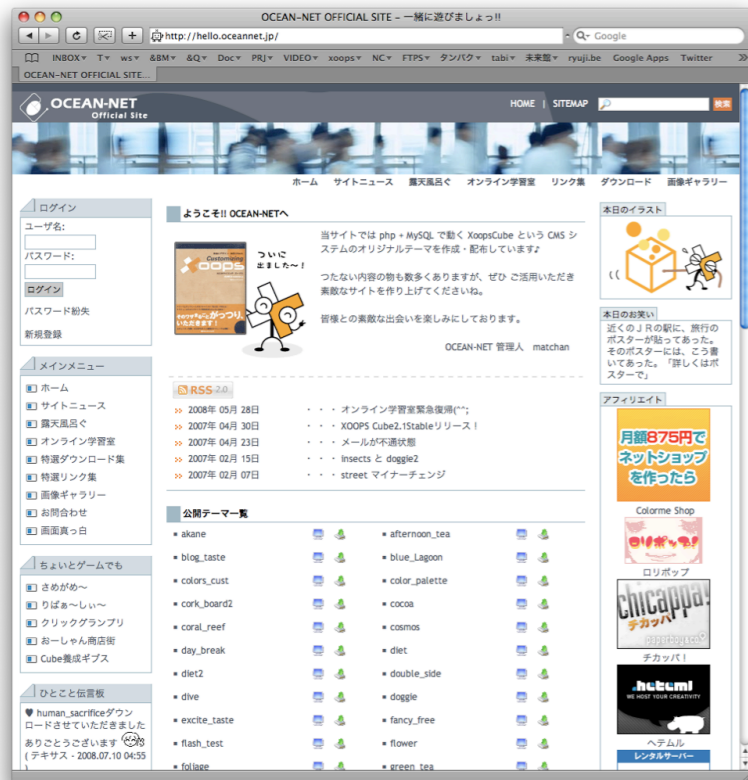 OCEAN-NET OFFICIAL SITE – 一緒に遊びましょっ!!
http://hello.oceannet.jp/
Google
INBOX T ws &BM &Q Doc PRJ VIDEO xoops NC FTPS タンパク tabi 未来館 ryuji.be Google Apps Twitter
OCEAN-NET OFFICIAL SITE...
OCEAN-NET
Official Site
HOME | SITEMAP
検索
ホーム サイトニュース 露天風呂ぐ オンライン学習室 リンク集 ダウンロード 画像ギャラリー
ログイン
ユーザ名:
パスワード:
ログイン
パスワード紛失
新規登録
メインメニュー
ホーム
サイトニュース
露天風呂ぐ
オンライン学習室
特選ダウンロード集
特選リンク集
画像ギャラリー
お問合わせ
画面真っ白
ちょいとゲームでも
さめがめ〜
りばぁ〜しぃ〜
クリックグランプリ
おーしゃん商店街
Cube養成ギプス
ひとこと伝言板
♥ human_sacrificeダウン
ロードさせていただきました
ありごとうございます
( テキサス - 2008.07.10 04:55
)
ようこそ!! OCEAN-NETへ
Customizing
XOOPS
がっつり、
いただきます!
ついに
出ました〜!
当サイトでは php + MySQL で動く XoopsCube という CMS シ
ステムのオリジナルテーマを作成・配布しています♪
つたない内容の物も数多くありますが、ぜひ ご活用いただき
素敵なサイトを作り上げてくださいね。
皆様との素敵な出会いを楽しみにしております。
OCEAN-NET 管理人 matchan
RSS 2.0
2008年 05月 28日 ・・・ オンライン学習室緊急復帰(^^;
2007年 04月 30日 ・・・ XOOPS Cube2.1Stableリリース!
2007年 04月 23日 ・・・ メールが不通状態
2007年 02月 15日 ・・・ insects と doggie2
2007年 02月 07日 ・・・ street マイナーチェンジ
公開テーマ一覧
akane afternoon_tea
blog_taste blue_Lagoon
colors_cust color_palette
cork_board2 cocoa
coral_reef cosmos
day_break diet
diet2 double_side
dive doggie
excite_taste fancy_free
flash_test flower
foliage green_tea
本日のイラスト
本日のお笑い
近くのJRの駅に、旅行の
ポスターが貼ってあった。
そのポスターには、こう書
いてあった。「詳しくはポ
スターで」
アフィリエイト
月額875円で
ネットショップ
を作ったら
Colorme Shop
ロリポップ!
ロリポップ
chicappa!
チカッパ!
paperboy&co.
チカッパ!
.heteml
WE HOST YOUR CREATIVITY
ヘテムル
レンタルサーバー